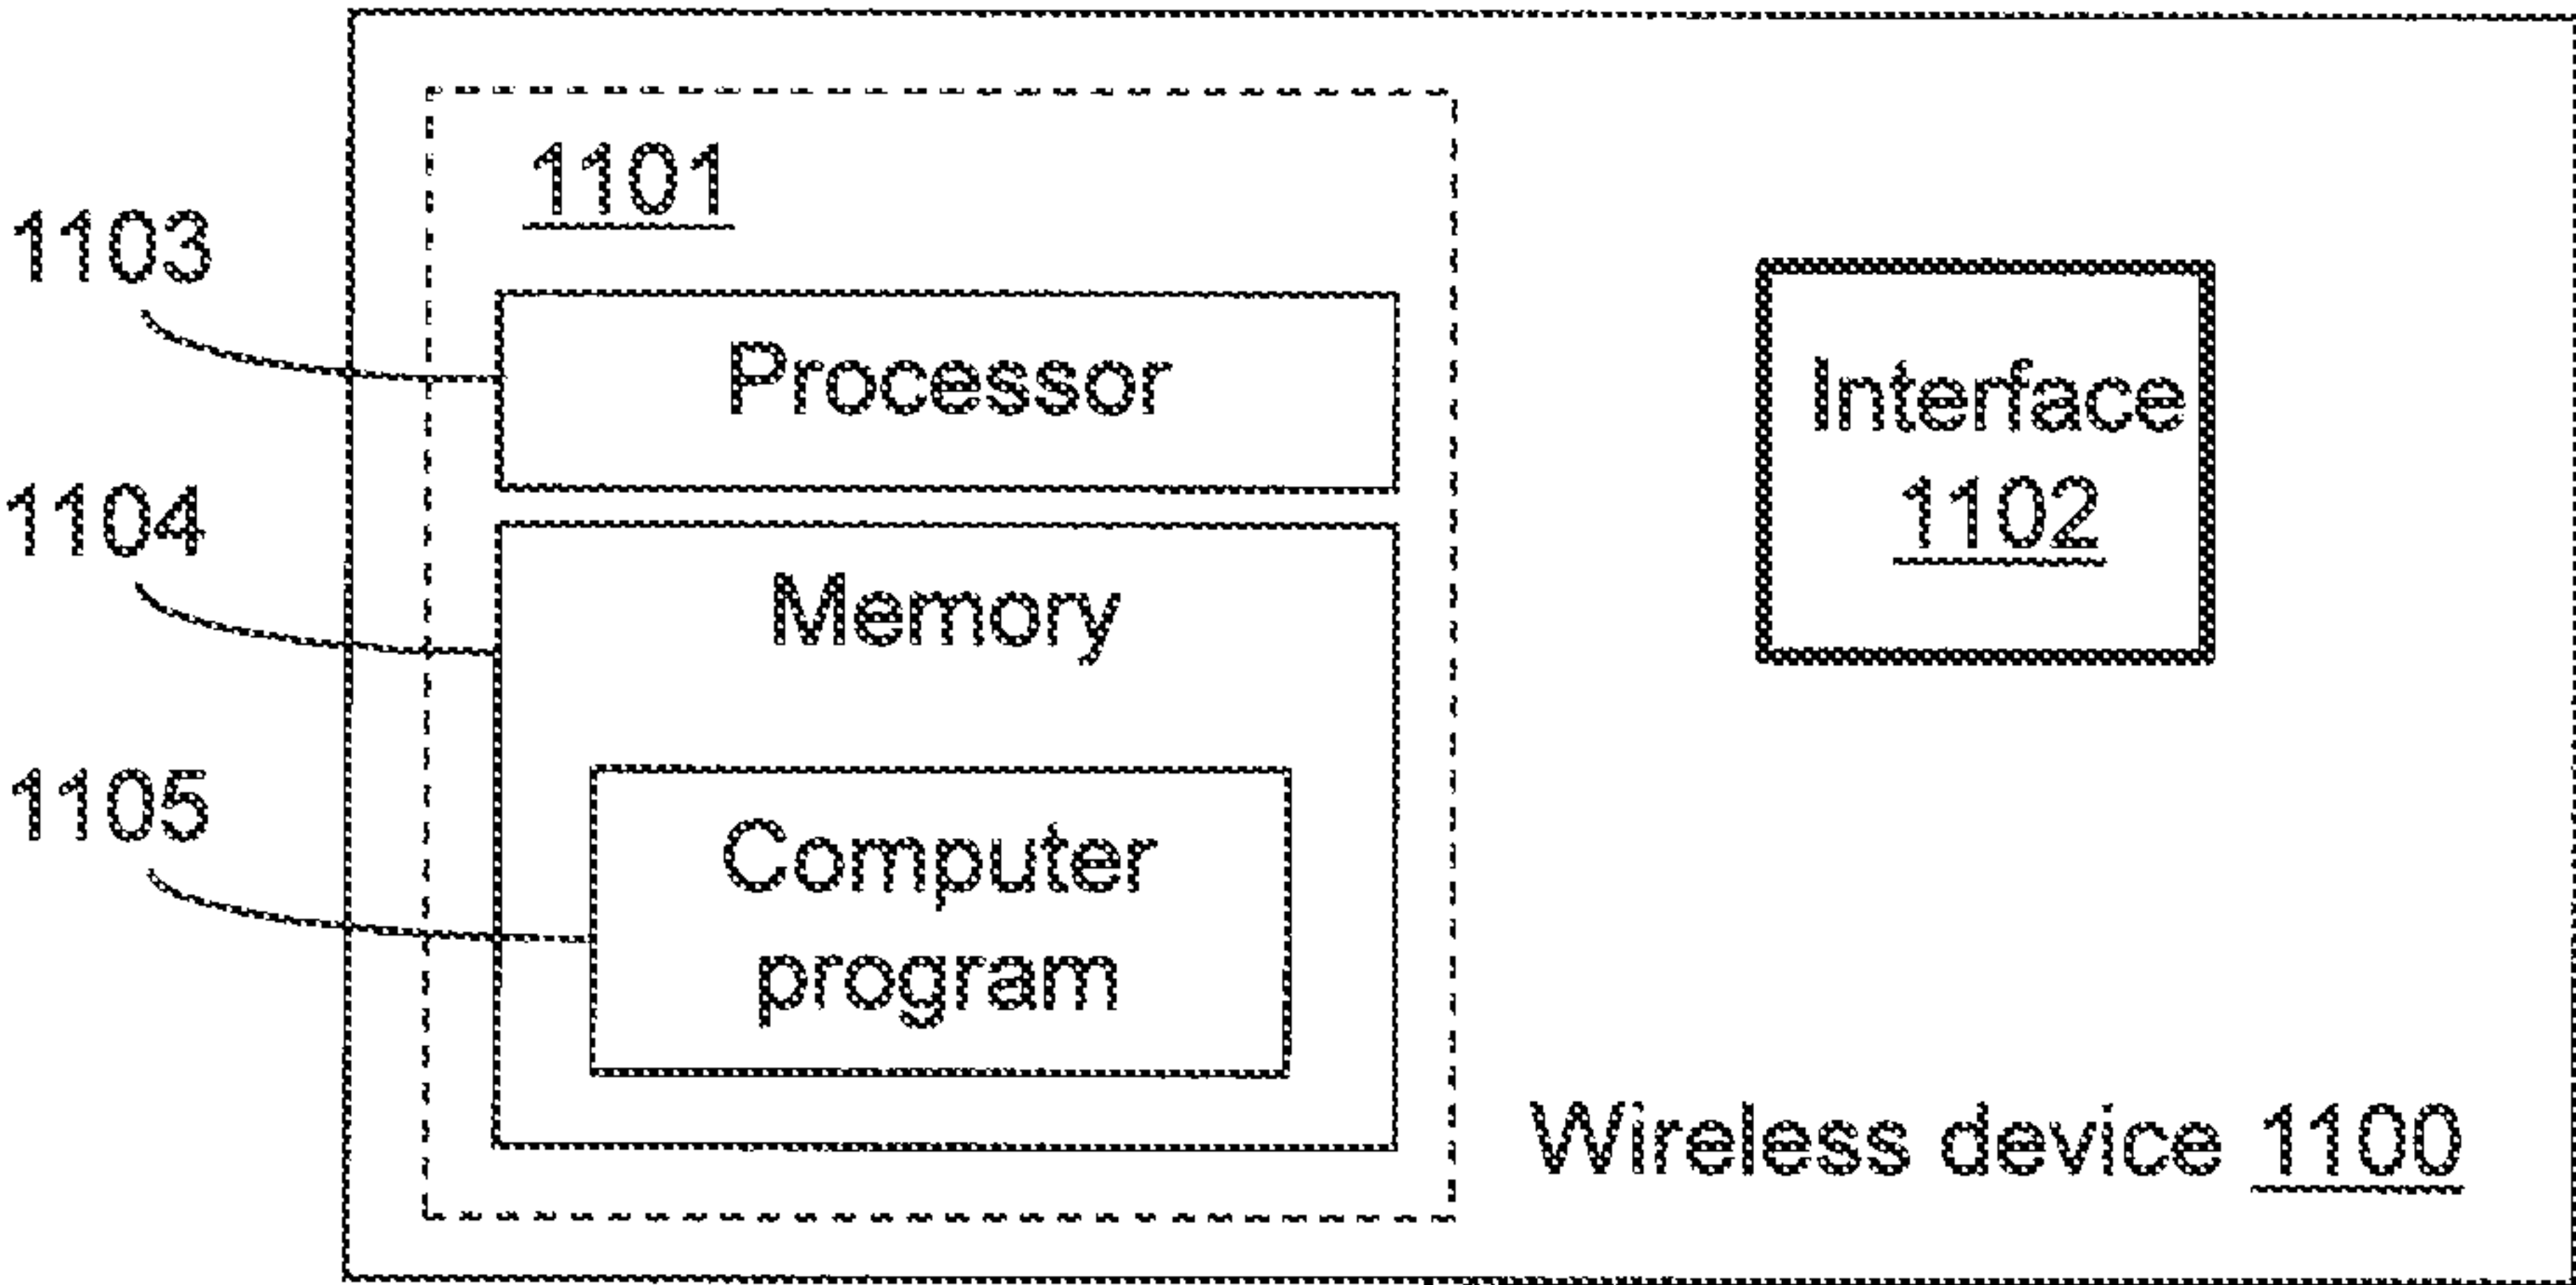 1101
1103
Processor
Interface
1102
1104
Memory
1105
Computer
program
Wireless device 1100